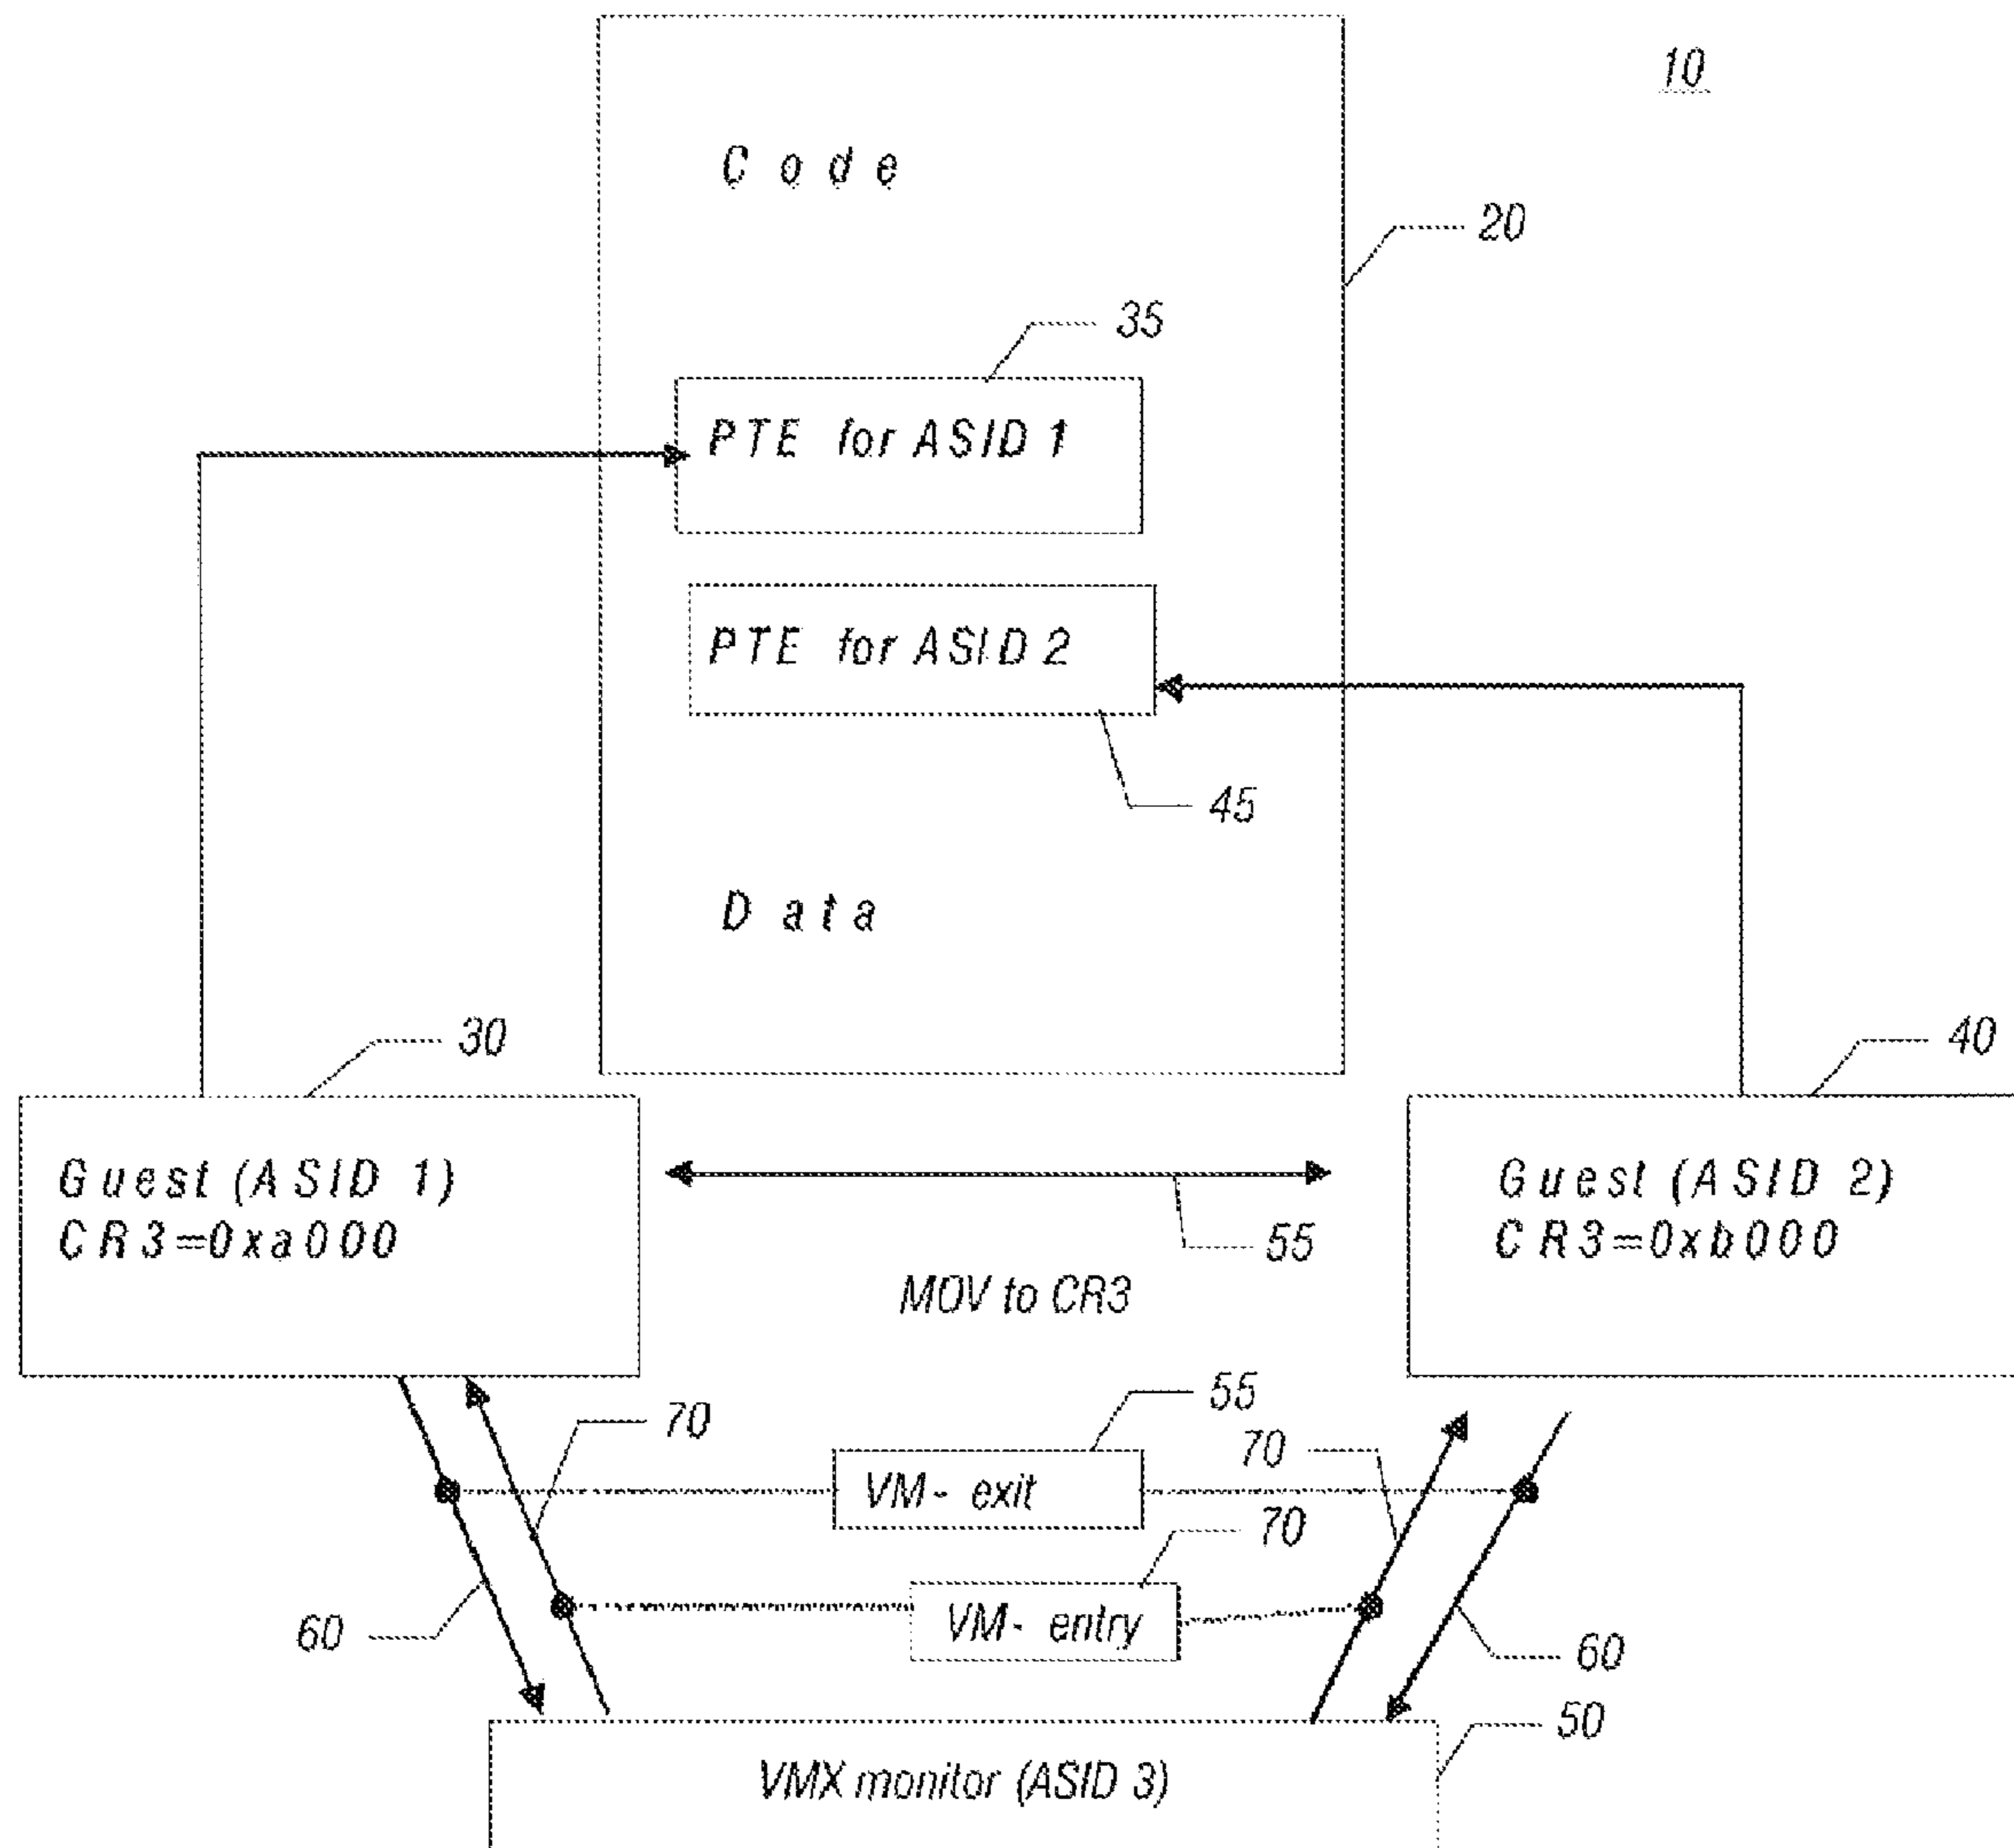 10
Code
20
35
PTE for ASID 1
PTE for ASID 2
45
Data
30
40
Guest (ASID 1)
CR3=0xa000
Guest (ASID 2)
CR3=0xb000
55
MOV to CR3
55
70
70
VM- exit
70
VM- entry
60
60
50
VMX monitor (ASID 3)